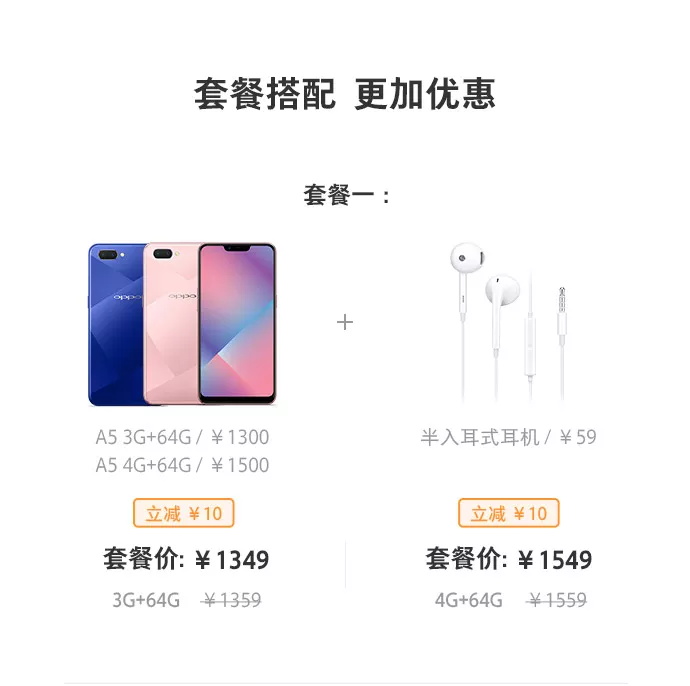 套餐搭配 更加优惠
套餐一：
oppo
oppo
+
A5 3G+64G / ￥1300
A5 4G+64G / ￥1500
半入耳式耳机 / ￥59
立减 ￥10
套餐价: ￥1349
3G+64G ￥1359
立减 ￥10
套餐价: ￥1549
4G+64G ￥1559